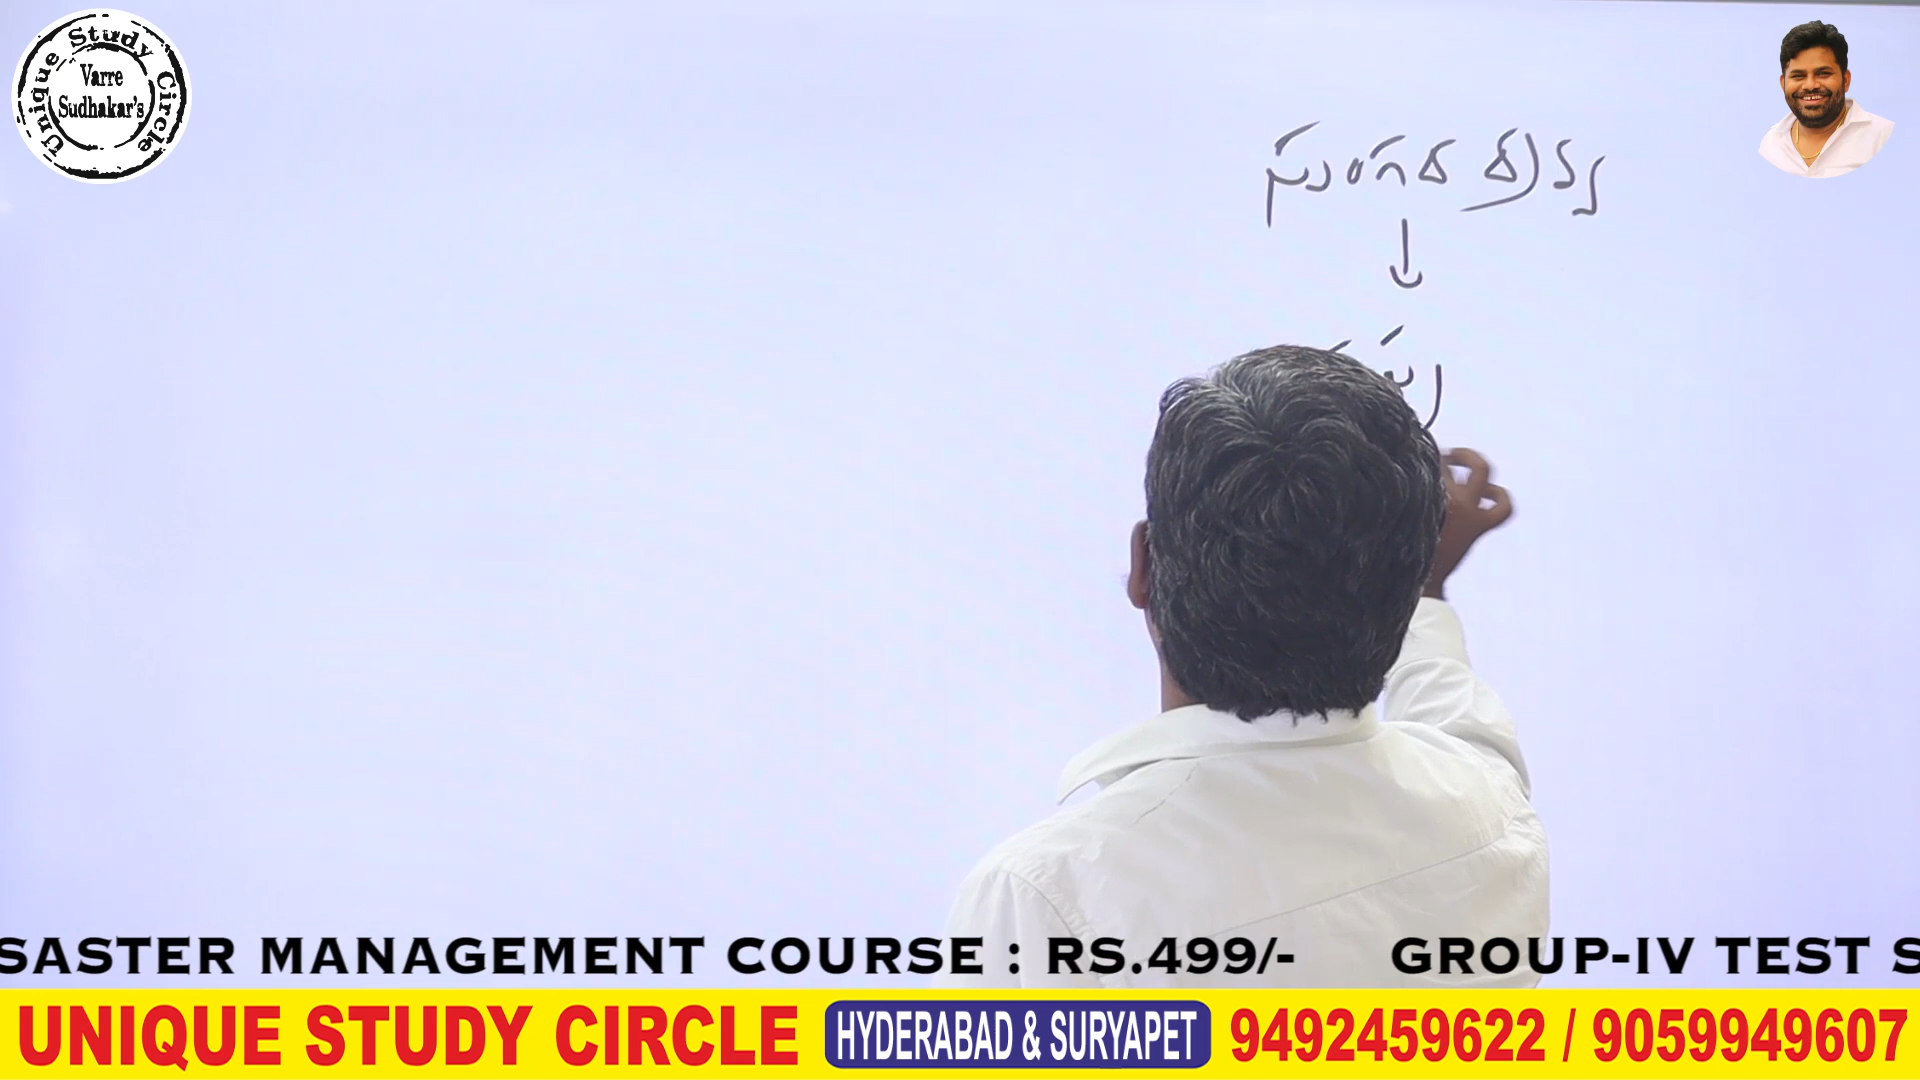 Unique Study Circle
Varre
Sudhakar's
SASTER MANAGEMENT COURSE : RS.499/- GROUP-IV TEST S
UNIQUE STUDY CIRCLE HYDERABAD & SURYAPET 9492459622 / 9059949607